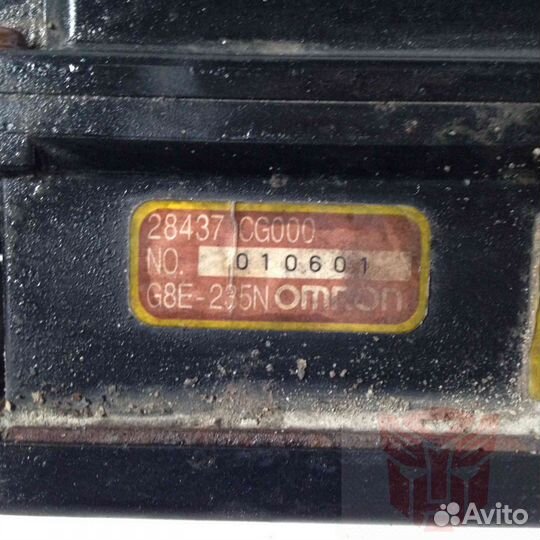 28437 CG000
NO. 010601
G8E-235N OMRON
Avito